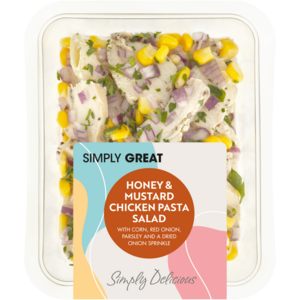 SIMPLY GREAT
HONEY &
MUSTARD
CHICKEN PASTA
SALAD
WITH CORN, RED ONION,
PARSLEY AND A DRIED
ONION SPRINKLE
Simply Delicious